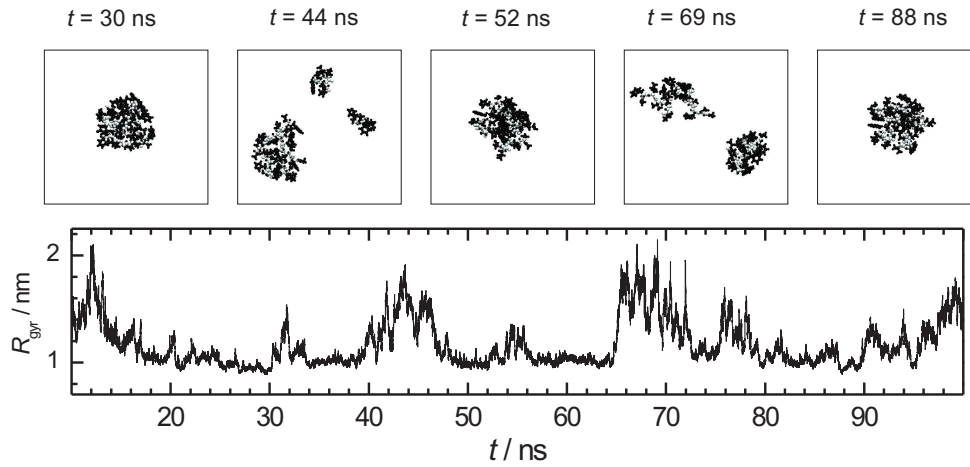 t = 30 ns
t = 44 ns
t = 52 ns
t = 69 ns
t = 88 ns
2
1
R_gyr / nm
20 30 40 50 60 70 80 90
t / ns